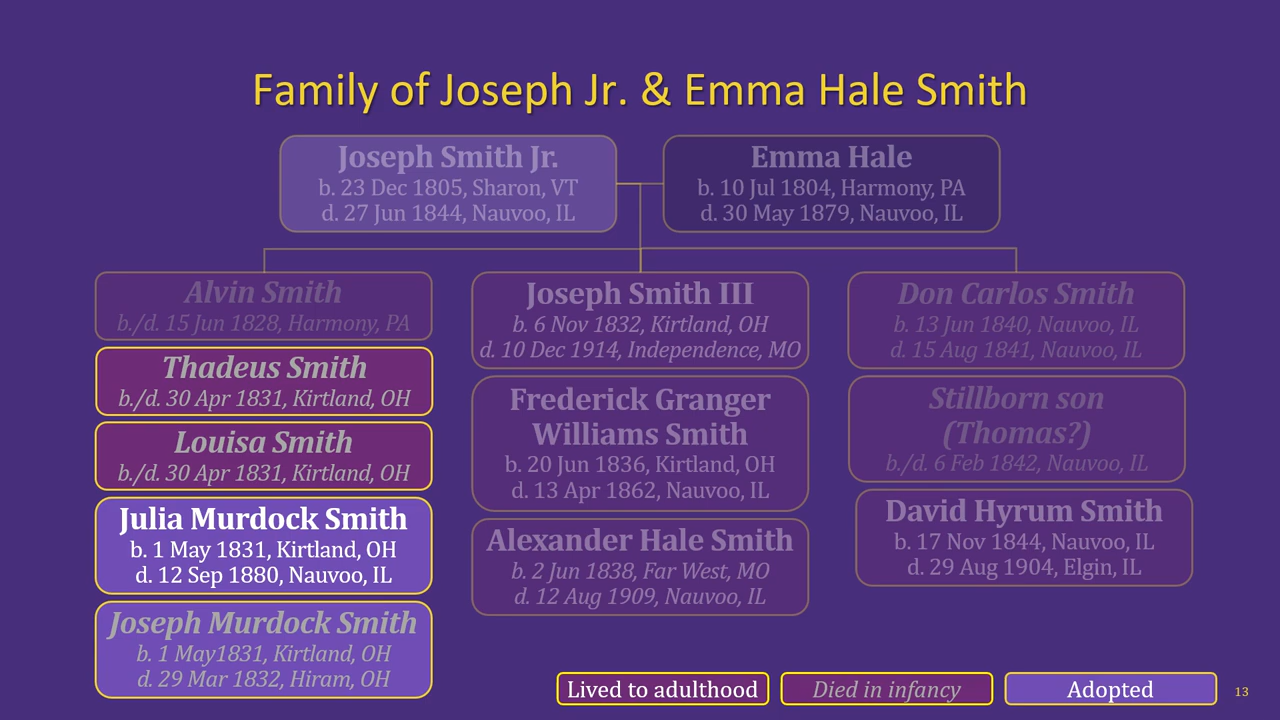 Family of Joseph Jr. & Emma Hale Smith
Joseph Smith Jr.
b. 23 Dec 1805, Sharon, VT
d. 27 Jun 1844, Nauvoo, IL
Emma Hale
b. 10 Jul 1804, Harmony, PA
d. 30 May 1879, Nauvoo, IL
Alvin Smith
b./d. 15 Jun 1828, Harmony, PA
Thadeus Smith
b./d. 30 Apr 1831, Kirtland, OH
Louisa Smith
b./d. 30 Apr 1831, Kirtland, OH
Julia Murdock Smith
b. 1 May 1831, Kirtland, OH
d. 12 Sep 1880, Nauvoo, IL
Joseph Murdock Smith
b. 1 May1831, Kirtland, OH
d. 29 Mar 1832, Hiram, OH
Joseph Smith III
b. 6 Nov 1832, Kirtland, OH
d. 10 Dec 1914, Independence, MO
Frederick Granger
Williams Smith
b. 20 Jun 1836, Kirtland, OH
d. 13 Apr 1862, Nauvoo, IL
Alexander Hale Smith
b. 2 Jun 1838, Far West, MO
d. 12 Aug 1909, Nauvoo, IL
Don Carlos Smith
b. 13 Jun 1840, Nauvoo, IL
d. 15 Aug 1841, Nauvoo, IL
Stillborn son
(Thomas?)
b./d. 6 Feb 1842, Nauvoo, IL
David Hyrum Smith
b. 17 Nov 1844, Nauvoo, IL
d. 29 Aug 1904, Elgin, IL
Lived to adulthood
Died in infancy
Adopted
13